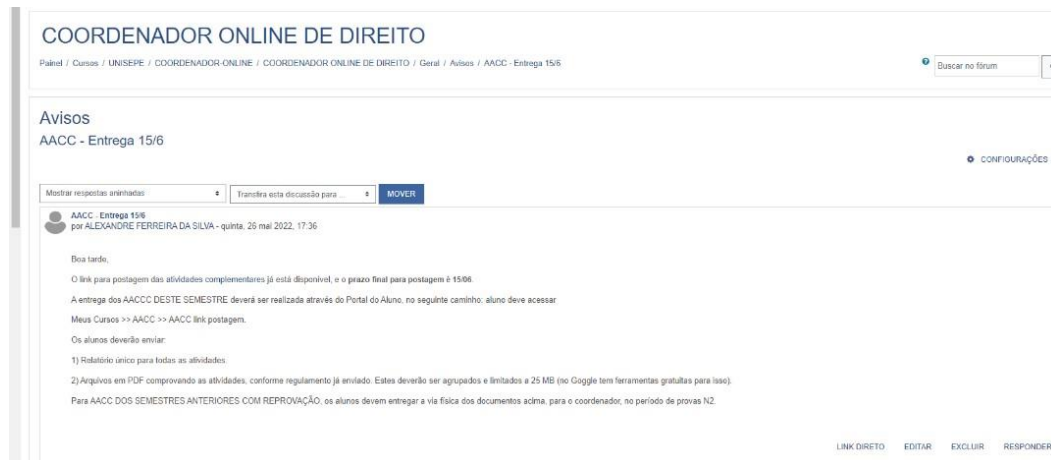 COORDENADOR ONLINE DE DIREITO
Painel / Cursos / UNISEPE / COORDENADOR-ONLINE / COORDENADOR ONLINE DE DIREITO / Geral / Avisos / AACC - Entrega 15/6
Buscar no fórum
Avisos
AACC - Entrega 15/6
CONFIGURAÇÕES
Mostrar respostas aninhadas
Transfira esta discussão para ...
MOVER
AACC - Entrega 15/6
por ALEXANDRE FERREIRA DA SILVA - quinta, 26 mai 2022, 17:36
Boa tarde,
O link para postagem das atividades complementares já está disponível, e o prazo final para postagem é 15/06.
A entrega dos AACCC DESTE SEMESTRE deverá ser realizada através do Portal do Aluno, no seguinte caminho: aluno deve acessar
Meus Cursos >> AACC >> AACC link postagem.
Os alunos deverão enviar:
1) Relatório único para todas as atividades.
2) Arquivos em PDF comprovando as atividades, conforme regulamento já enviado. Estes deverão ser agrupados e limitados a 25 MB (no Goggle tem ferramentas gratuitas para isso).
Para AACC DOS SEMESTRES ANTERIORES COM REPROVAÇÃO, os alunos devem entregar a via física dos documentos acima, para o coordenador, no período de provas N2.
LINK DIRETO EDITAR EXCLUIR RESPONDER